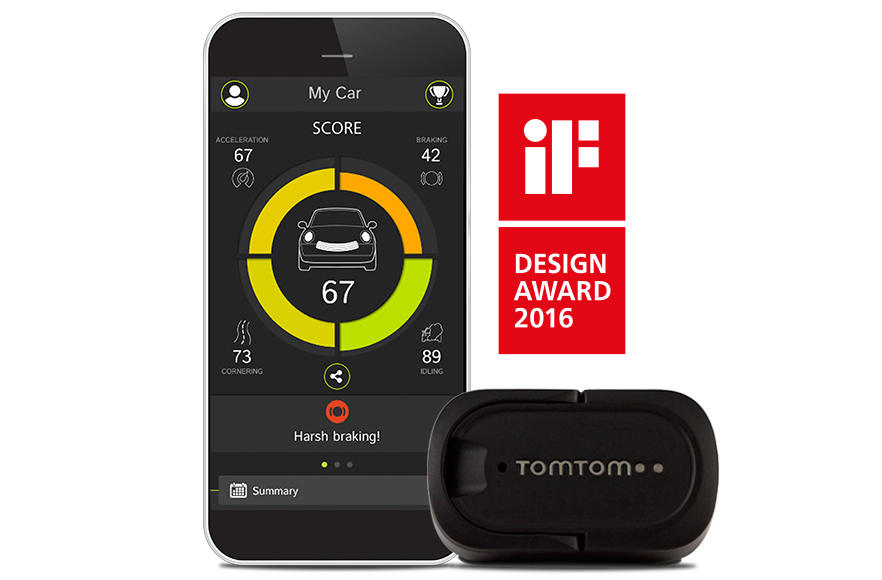 My Car
SCORE
ACCELERATION
67
BRAKING
42
67
73
CORNERING
89
IDLING
Harsh braking!
Summary
iF
DESIGN
AWARD
2016
TOMTOM